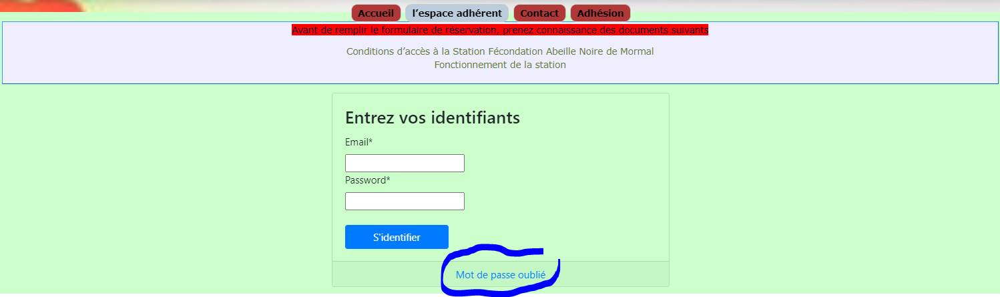 Accueil l’espace adhérent Contact Adhésion
Avant de remplir le formulaire de réservation, prenez connaissance des documents suivants
Conditions d’accès à la Station Fécondation Abeille Noire de Mormal
Fonctionnement de la station
Entrez vos identifiants
Email*
Password*
S'identifier
Mot de passe oublié